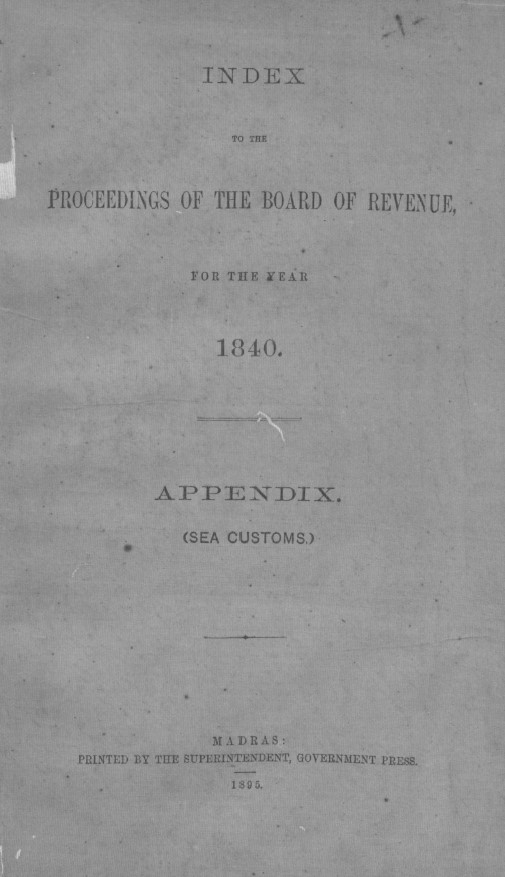 -1-
INDEX
TO THE
PROCEEDINGS OF THE BOARD OF REVENUE,
FOR THE YEAR
1840.
APPENDIX.
(SEA CUSTOMS.)
MADRAS:
PRINTED BY THE SUPERINTENDENT, GOVERNMENT PRESS.
1895.